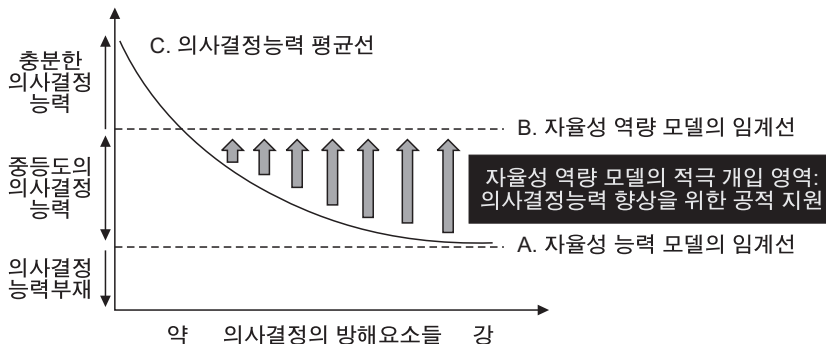 C. 의사결정능력 평균선
충분한
의사결정
능력
B. 자율성 역량 모델의 임계선
중등도의
의사결정
능력
자율성 역량 모델의 적극 개입 영역:
의사결정능력 향상을 위한 공적 지원
A. 자율성 능력 모델의 임계선
의사결정
능력부재
약 의사결정의 방해요소들 강